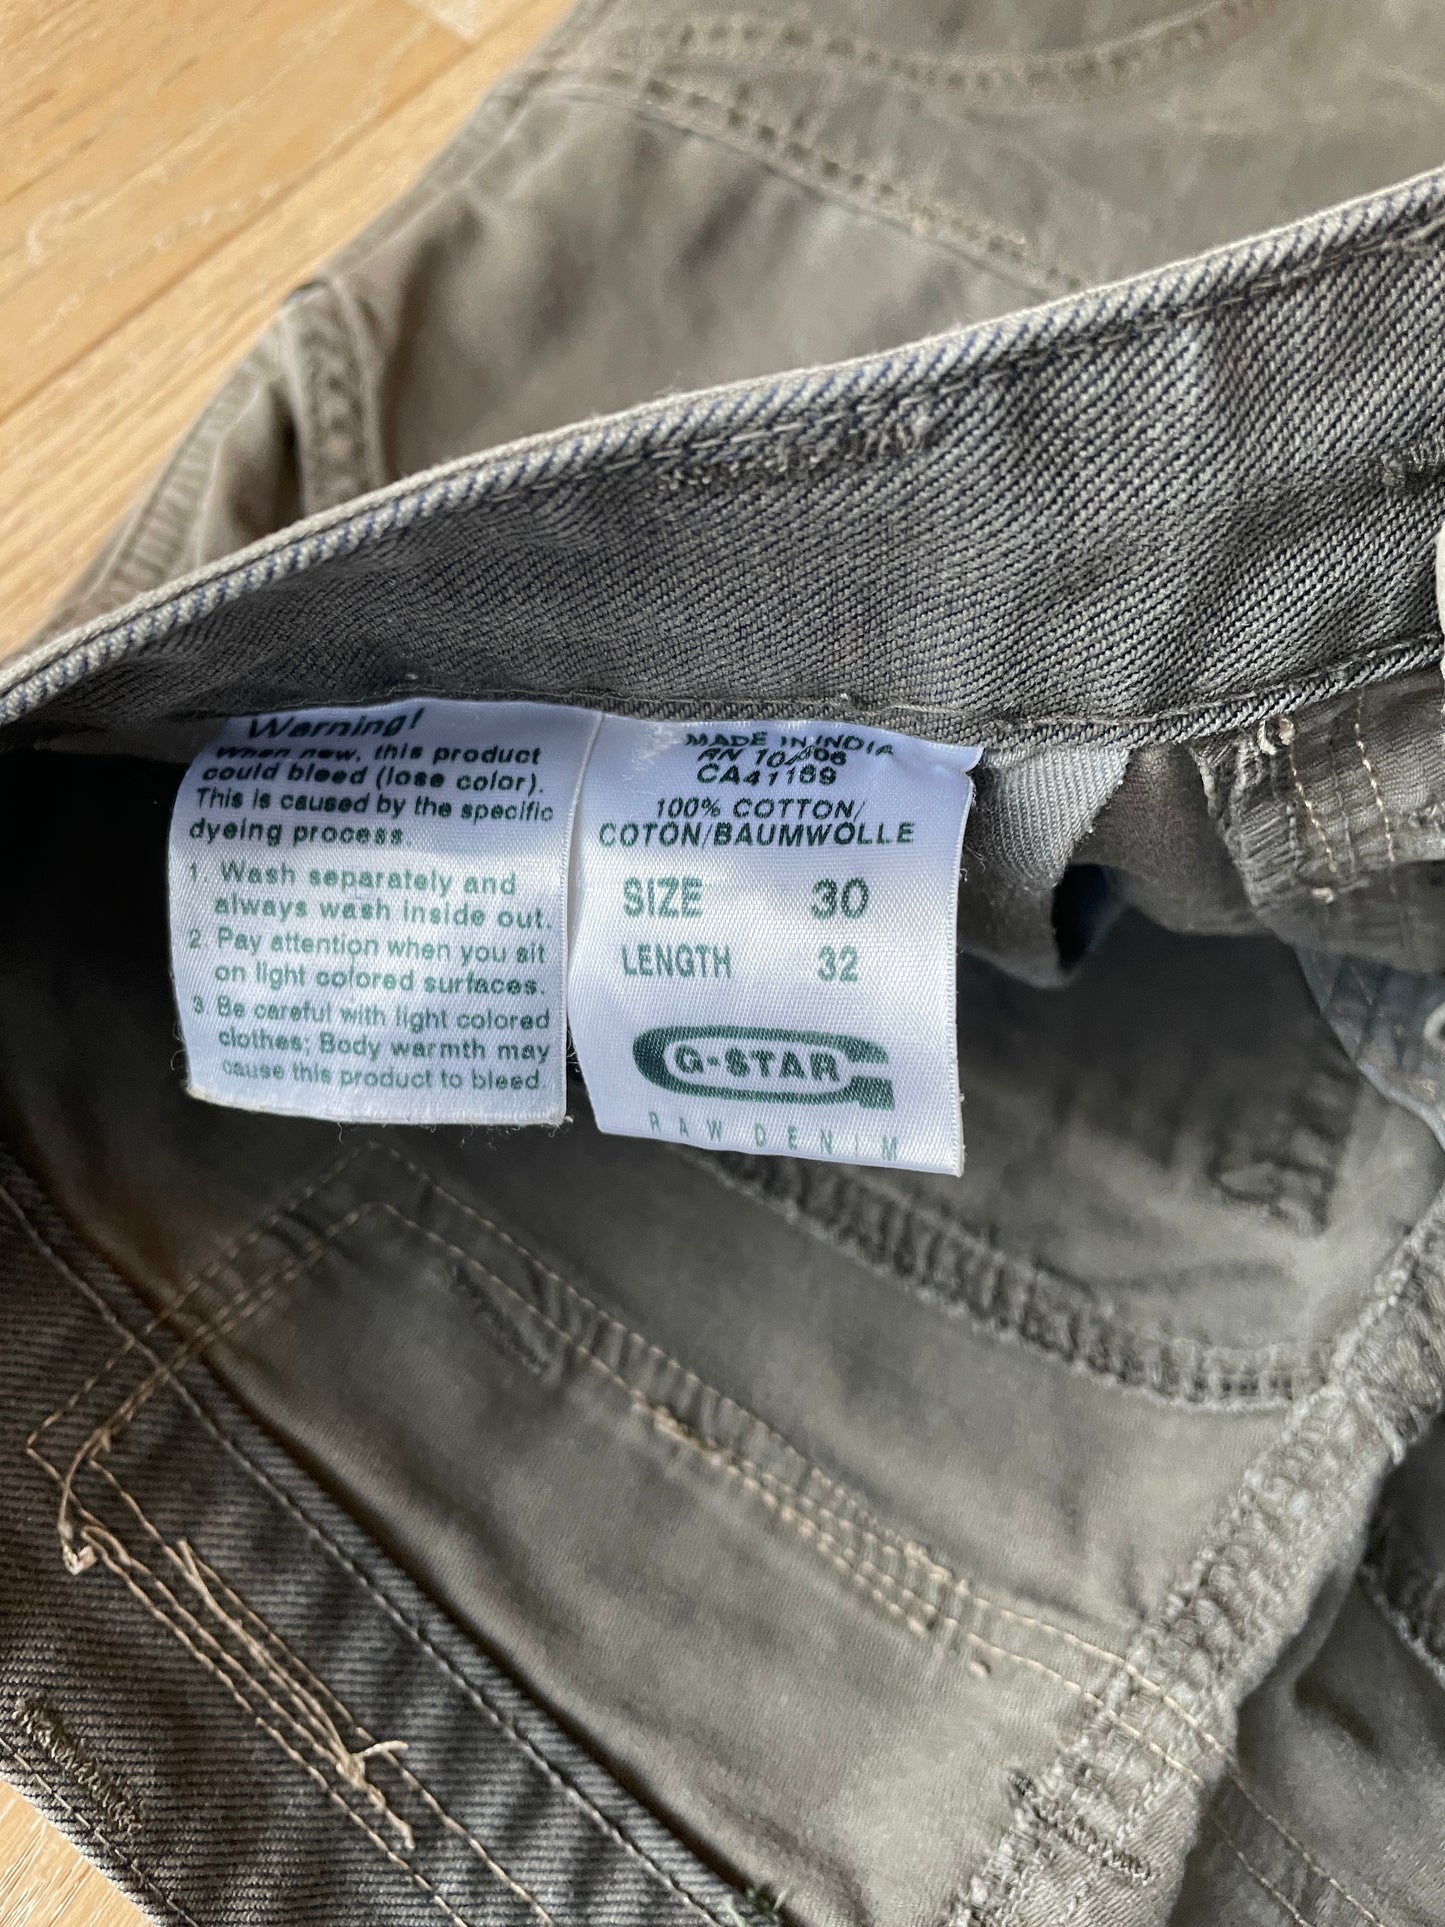 Warning!
When new, this product
could bleed (lose color).
This is caused by the specific
dyeing process.
1. Wash separately and
always wash inside out.
2. Pay attention when you sit
on light colored surfaces.
3. Be careful with light colored
clothes; Body warmth may
cause this product to bleed.
MADE IN INDIA
RN
CA41189
100% COTTON/
COTÓN/BAUMWOLLE
SIZE 30
LENGTH 32
G-STAR
RAW DENIM